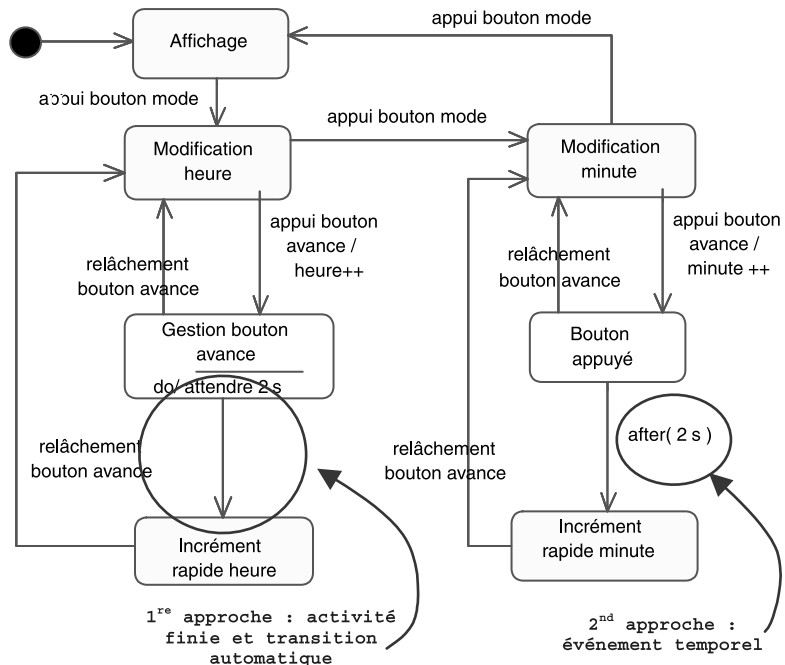 Affichage
appui bouton mode
appui bouton mode
appui bouton mode
Modification
heure
Modification
minute
appui bouton
avance /
heure++
relâchement
bouton avance
appui bouton
avance /
minute ++
relâchement
bouton avance
Gestion bouton
avance
do/ attendre 2 s
Bouton
appuyé
relâchement
bouton avance
relâchement
bouton avance
after( 2 s )
Incrément
rapide heure
Incrément
rapide minute
1re approche : activité
finie et transition
automatique
2nd approche :
événement temporel